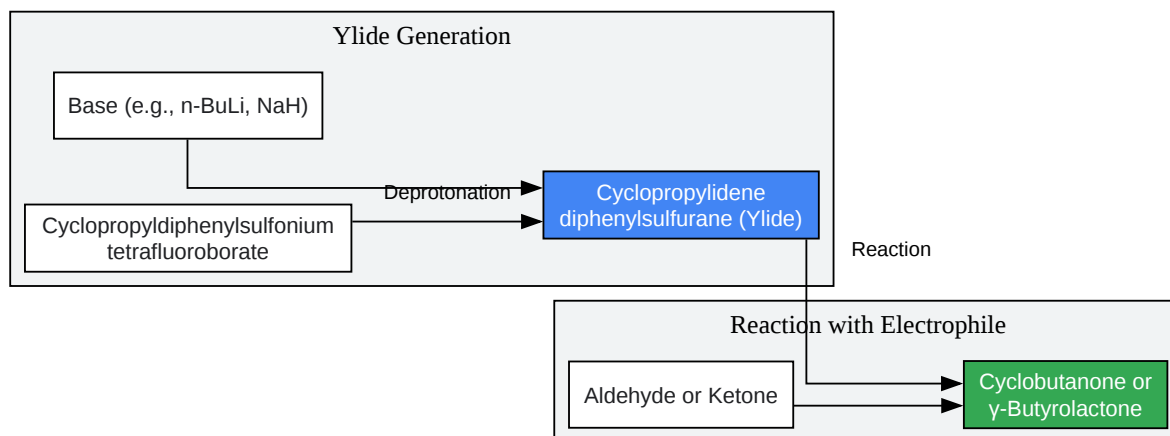 Ylide Generation
Base (e.g., n-BuLi, NaH)
Deprotonation
Cyclopropyldiphenylsulfonium
tetrafluoroborate
Cyclopropylidene
diphenylsulfurane (Ylide)
Reaction
Reaction with Electrophile
Aldehyde or Ketone
Cyclobutanone or
γ-Butyrolactone